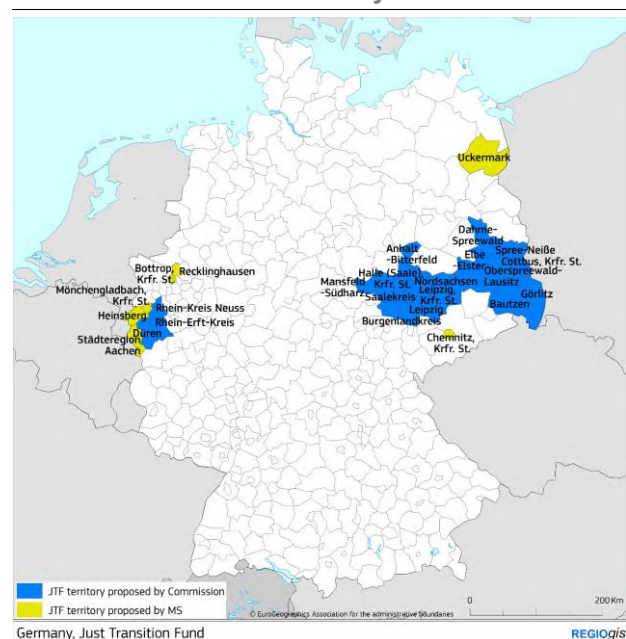 Uckermark
Dahme-
Spreewald
Spree-Neiße
Cottbus, Krfr. St.
Elbe
-Elster
Oberspreewald-
Lausitz
Görlitz
Bautzen
Anhalt
-Bitterfeld
Halle (Saale)
Krfr. St.
Nordsachsen
Mansfeld
-Südharz
Saalekreis
Leipzig,
Krfr. St.
Leipzig
Burgenlandkreis
Chemnitz,
Krfr. St.
Bottrop,
Krfr. St.
Recklinghausen
Mönchengladbach,
Krfr. St.
Rhein-Kreis Neuss
Heinsberg
Rhein-Erft-Kreis
Düren
Städteregion
Aachen
JTF territory proposed by Commission
JTF territory proposed by MS
0 200 Km
© EuroGeographics Association for the administrative boundaries
Germany, Just Transition Fund
REGIOgis